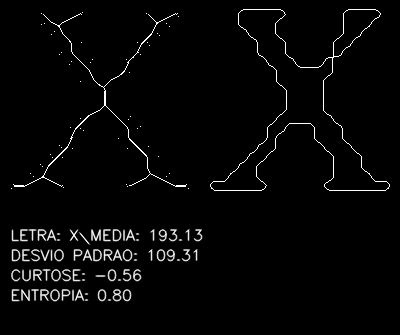 LETRA: X\MEDIA: 193.13
DESVIO PADRAO: 109.31
CURTOSE: -0.56
ENTROPIA: 0.80